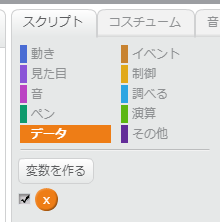 スクリプト コスチューム 音
動き イベント
見た目 制御
音 調べる
ペン 演算
データ その他
変数を作る
x